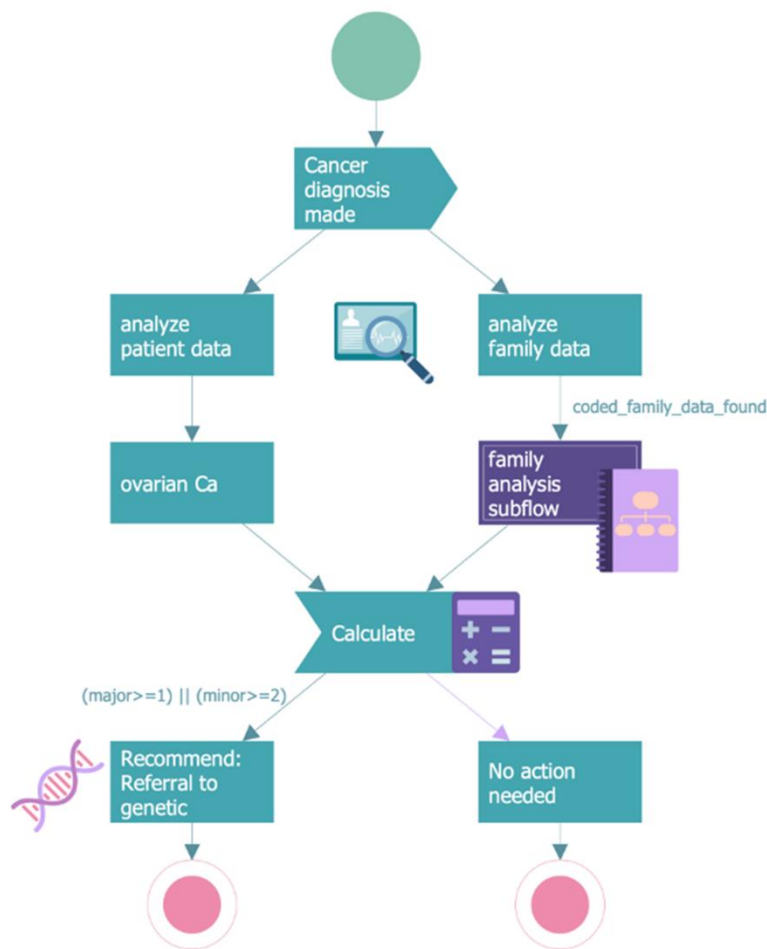 Cancer
diagnosis
made
analyze
patient data
analyze
family data
coded_family_data_found
ovarian Ca
family
analysis
subflow
Calculate
(major>=1) || (minor>=2)
Recommend:
Referral to
genetic
No action
needed